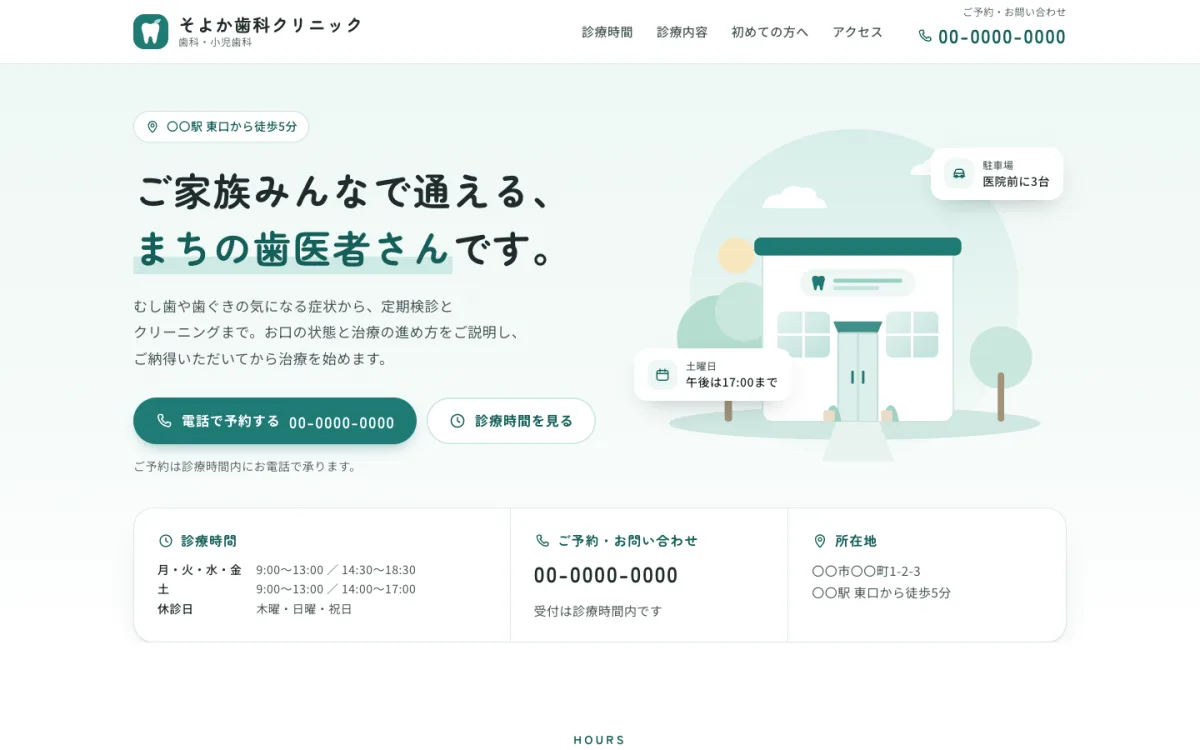 そよか歯科クリニック
歯科・小児歯科
診療時間
診療内容
初めての方へ
アクセス
ご予約・お問い合わせ
00-0000-0000
〇〇駅 東口から徒歩5分
ご家族みんなで通える、
まちの歯医者さんです。
むし歯や歯ぐきの気になる症状から、定期検診と
クリーニングまで。お口の状態と治療の進め方をご説明し、
ご納得いただいてから治療を始めます。
電話で予約する 00-0000-0000
診療時間を見る
ご予約は診療時間内にお電話で承ります。
駐車場
医院前に3台
土曜日
午後は17:00まで
診療時間
月・火・水・金 9:00〜13:00 ／ 14:30〜18:30
土 9:00〜13:00 ／ 14:00〜17:00
休診日 木曜・日曜・祝日
ご予約・お問い合わせ
00-0000-0000
受付は診療時間内です
所在地
〇〇市〇〇町1-2-3
〇〇駅 東口から徒歩5分
HOURS